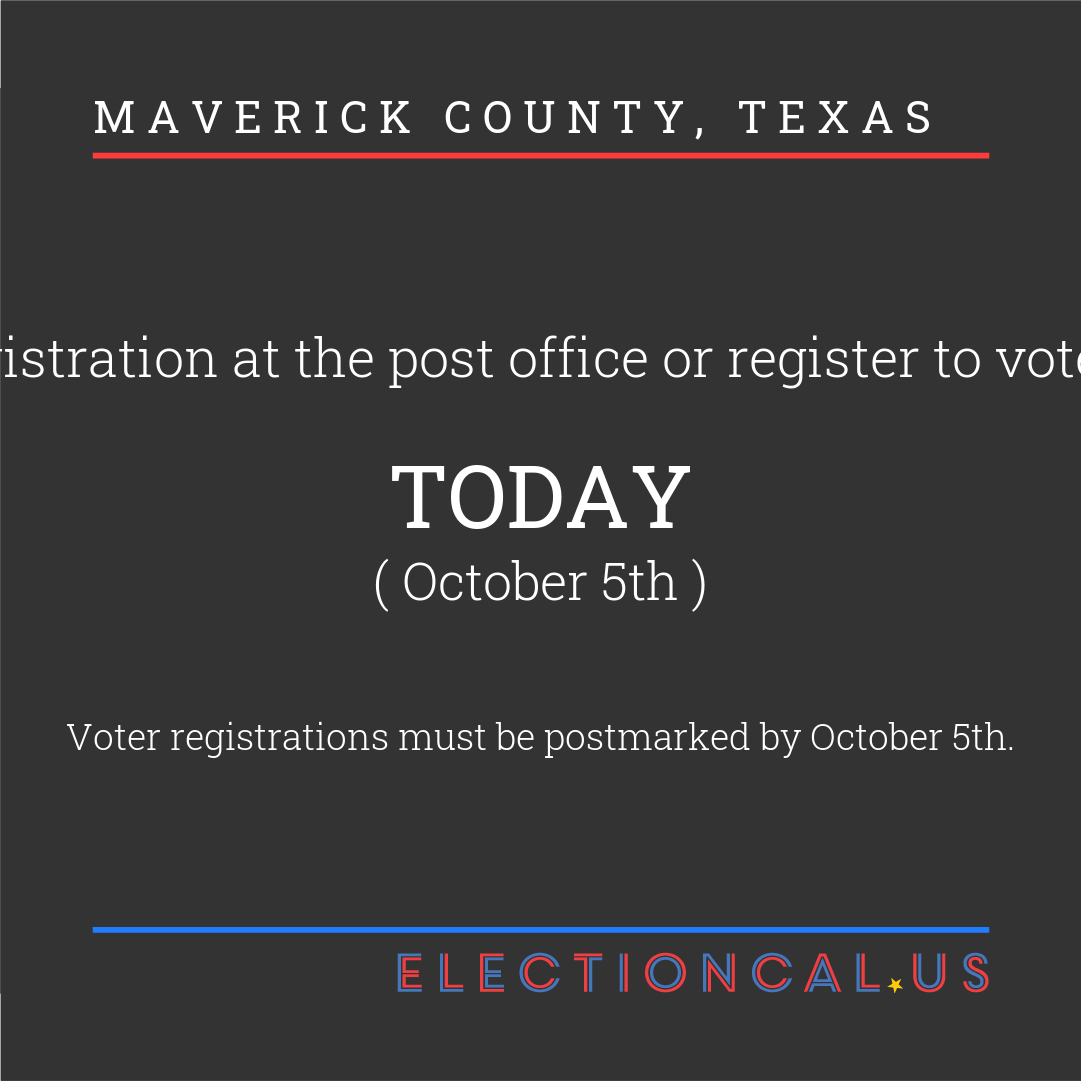 MAVERICK COUNTY, TEXAS
istration at the post office or register to vot
TODAY
( October 5th )
Voter registrations must be postmarked by October 5th.
ELECTIONCAL.US